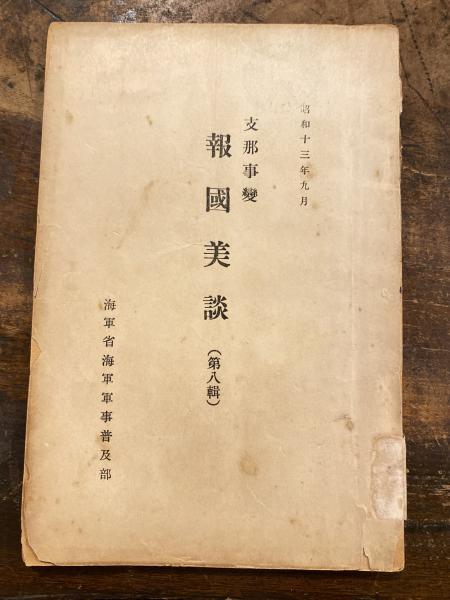 昭和十三年九月
支那事變
報國美談
(第八輯)
海軍省海軍軍事普及部